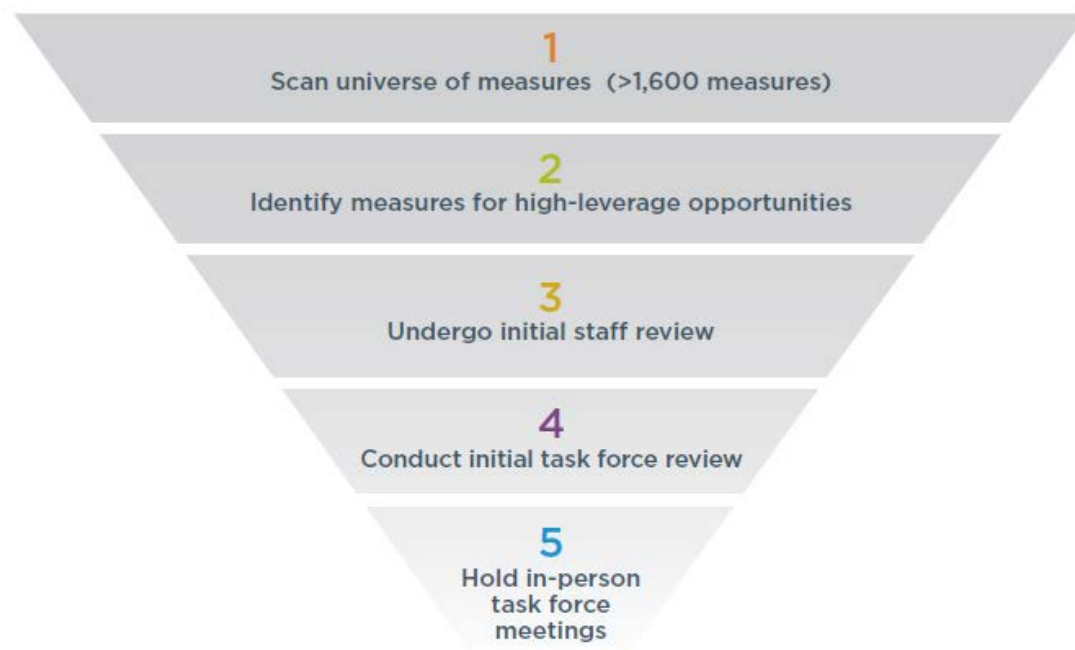 1
Scan universe of measures (>1,600 measures)
2
Identify measures for high-leverage opportunities
3
Undergo initial staff review
4
Conduct initial task force review
5
Hold in-person
task force
meetings